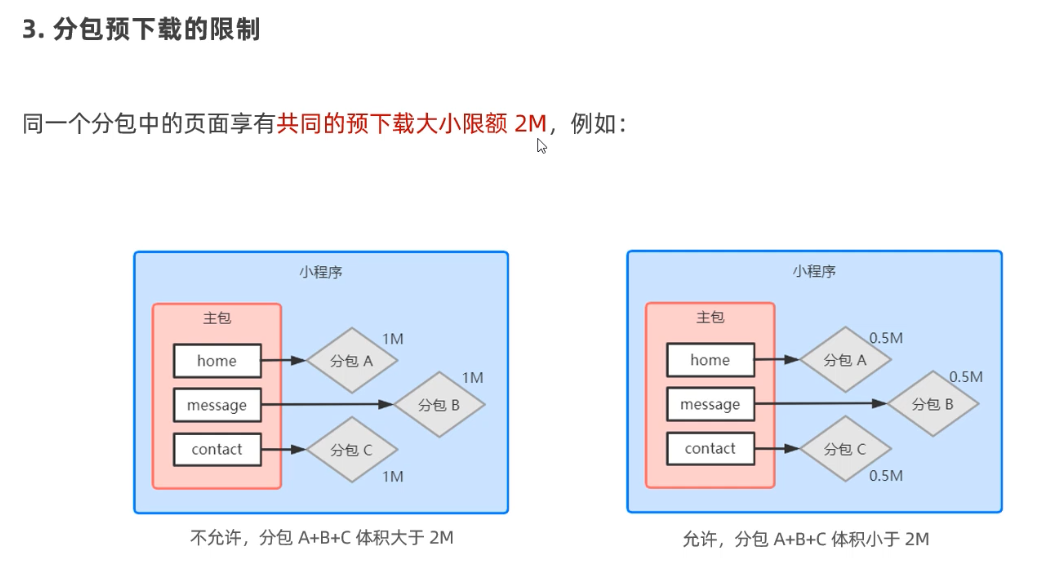 3. 分包预下载的限制
同一个分包中的页面享有共同的预下载大小限额 2M，例如：
小程序
主包
home
message
contact
分包 A
1M
分包 B
1M
分包 C
1M
不允许，分包 A+B+C 体积大于 2M
小程序
主包
home
message
contact
分包 A
0.5M
分包 B
0.5M
分包 C
0.5M
允许，分包 A+B+C 体积小于 2M